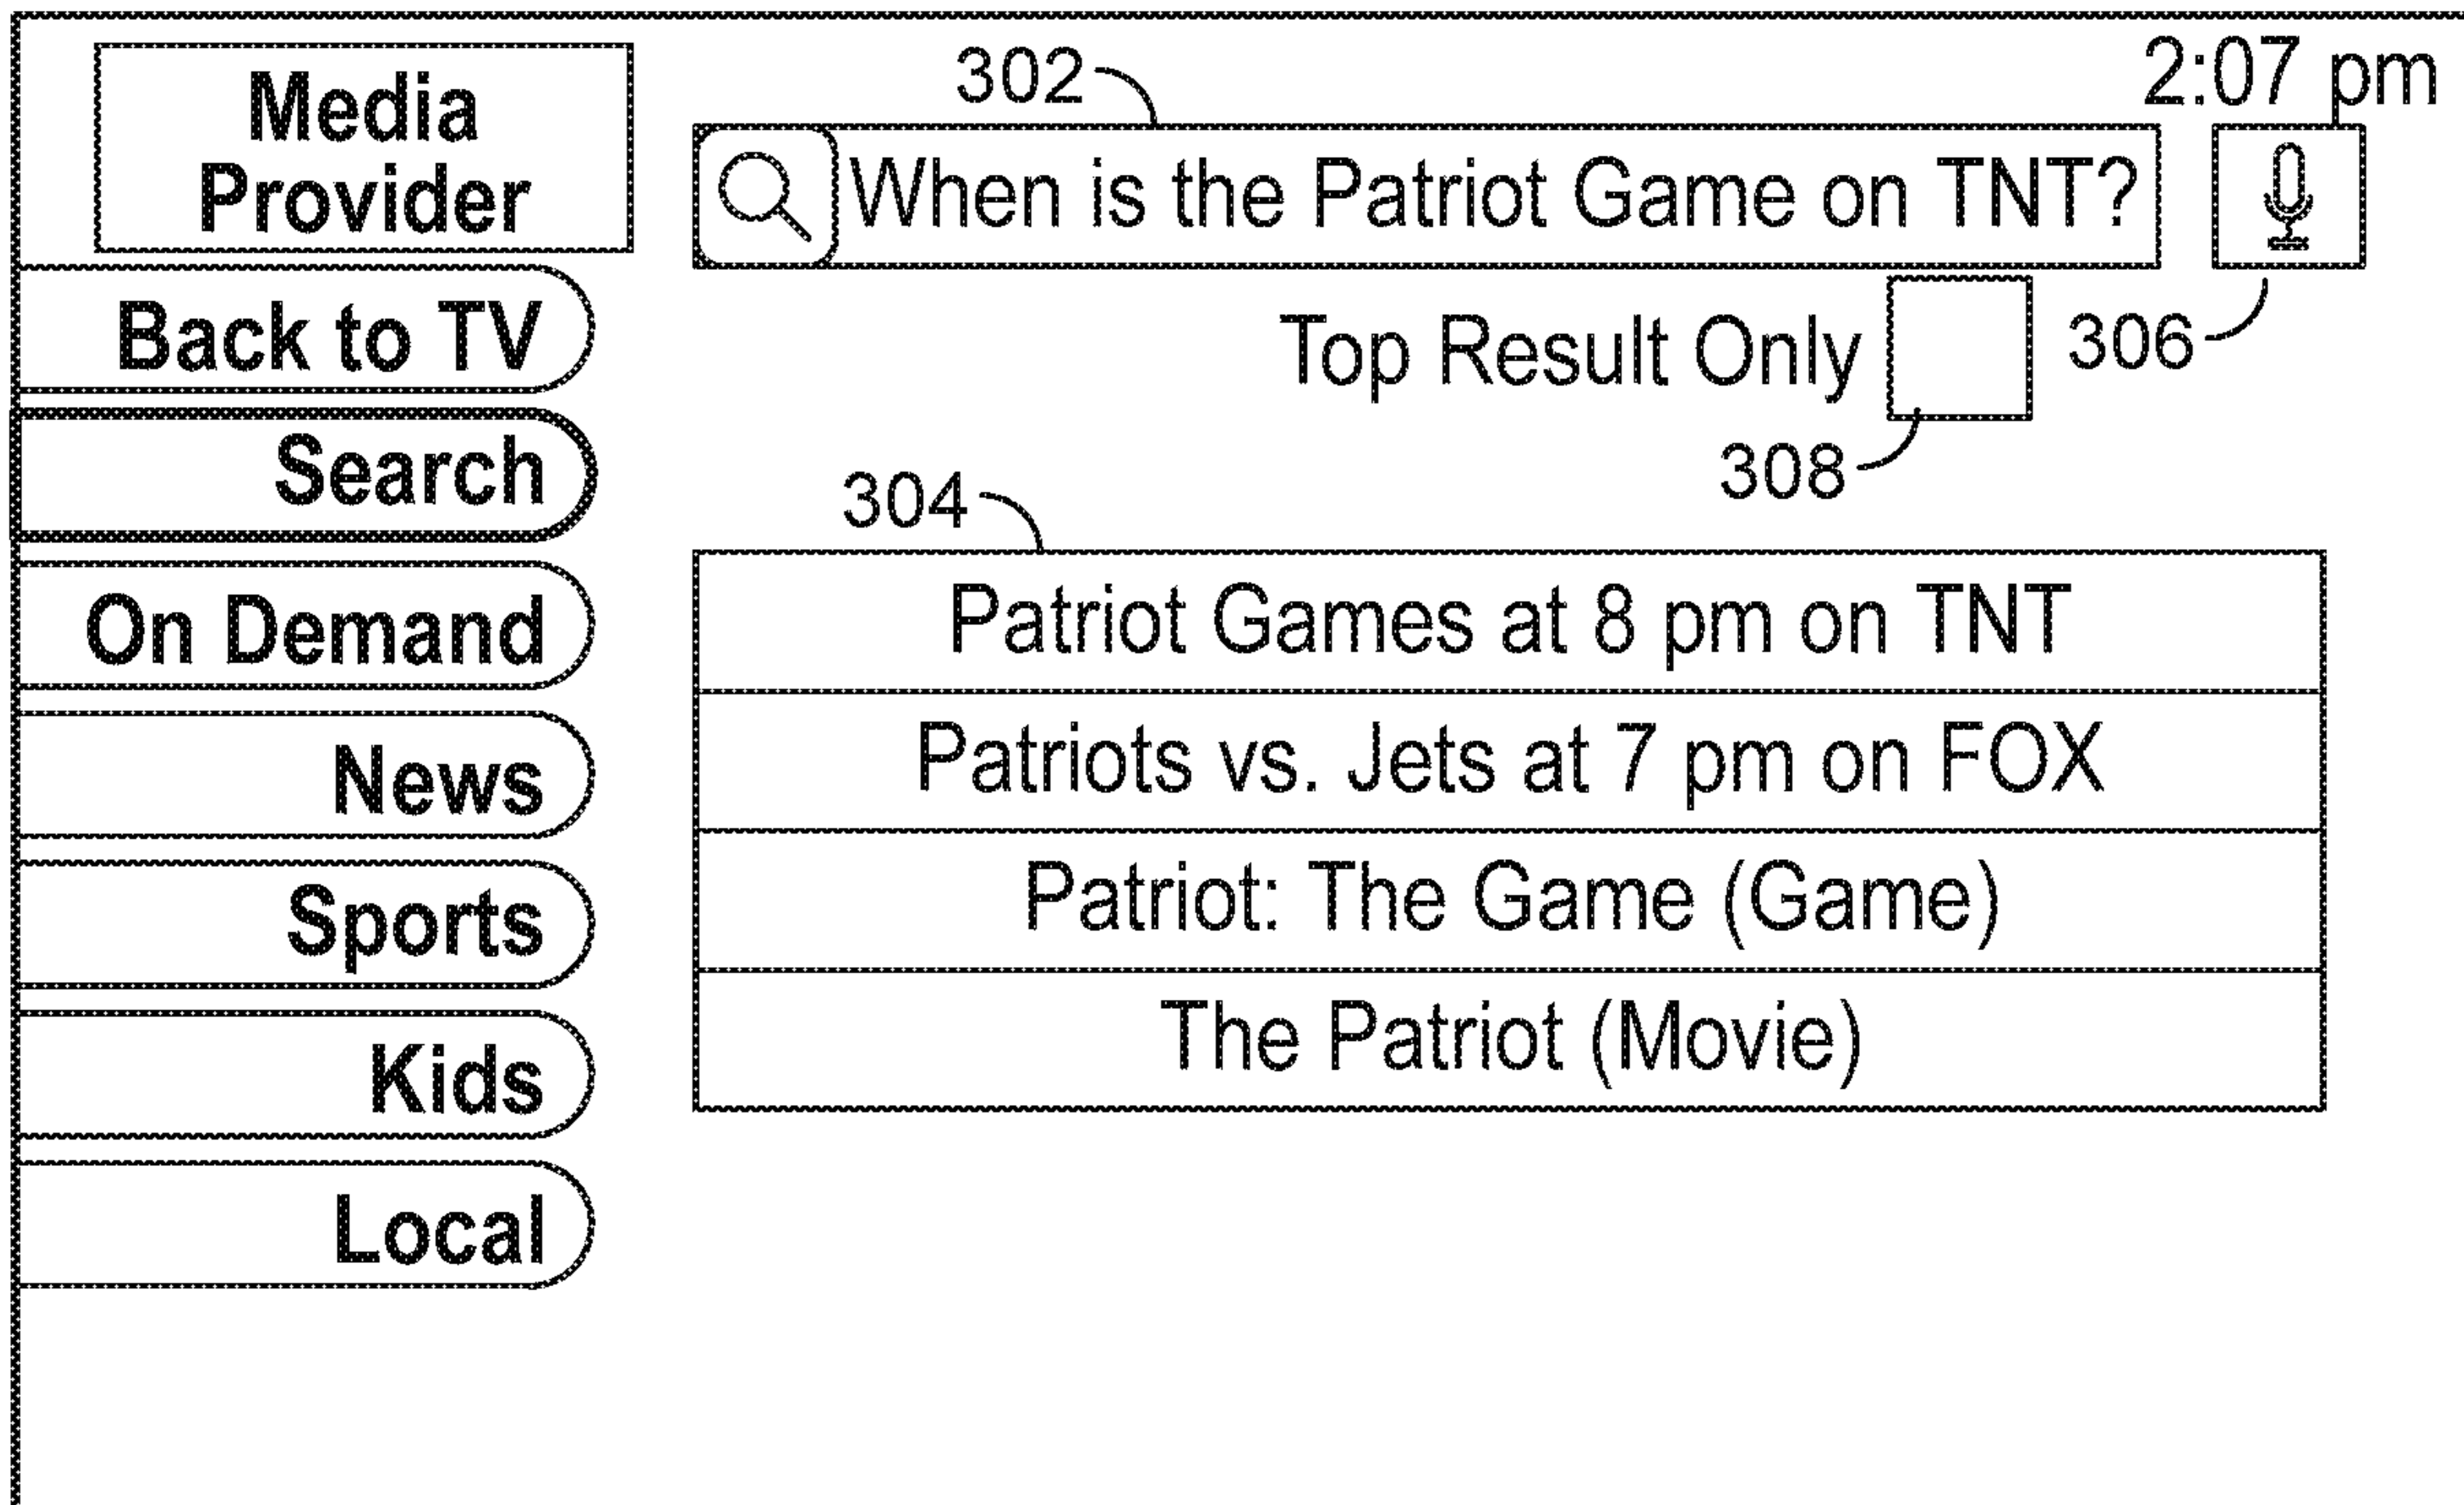 Media
Provider
302
2:07 pm
When is the Patriot Game on TNT?
Back to TV
Top Result Only
306
Search
308
304
On Demand
Patriot Games at 8 pm on TNT
News
Patriots vs. Jets at 7 pm on FOX
Sports
Patriot: The Game (Game)
Kids
The Patriot (Movie)
Local